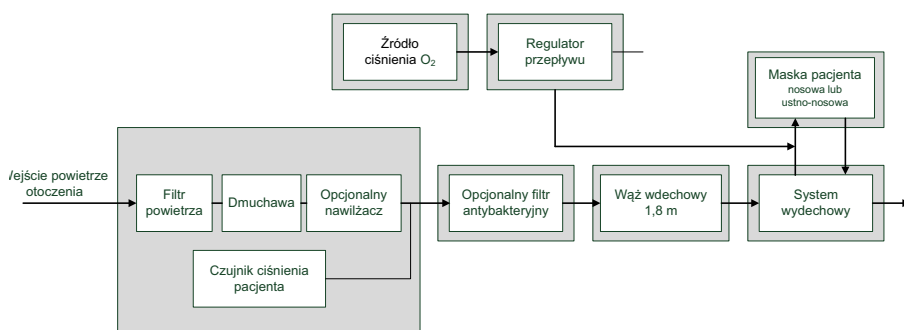 Źródło
ciśnienia O₂
Regulator
przepływu
Maska pacjenta
nosowa lub
ustno-nosowa
powietrze
otoczenia
Filtr
powietrza
Dmuchawa
Opcjonalny
nawilżacz
Opcjonalny filtr
antybakteryjny
Wąż wdechowy
1,8 m
System
wydechowy
Czujnik ciśnienia
pacjenta